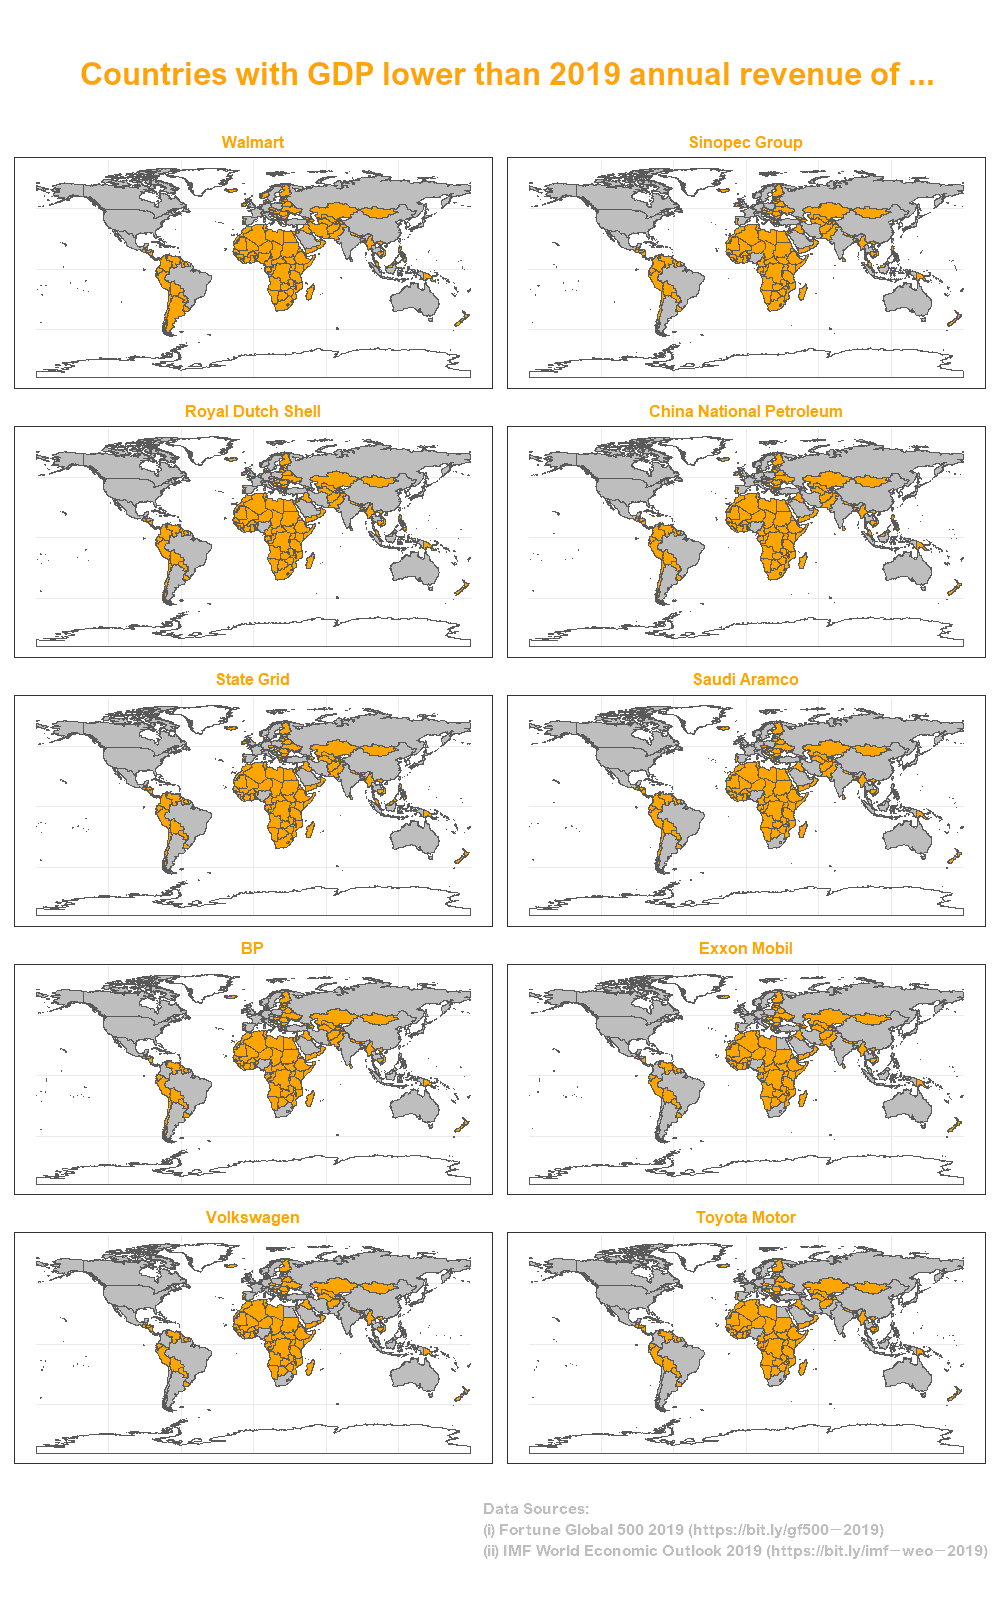 Countries with GDP lower than 2019 annual revenue of ...
Walmart
Sinopec Group
Royal Dutch Shell
China National Petroleum
State Grid
Saudi Aramco
BP
Exxon Mobil
Volkswagen
Toyota Motor
Data Sources:
(i) Fortune Global 500 2019 (https://bit.ly/gf500−2019)
(ii) IMF World Economic Outlook 2019 (https://bit.ly/imf−weo−2019)